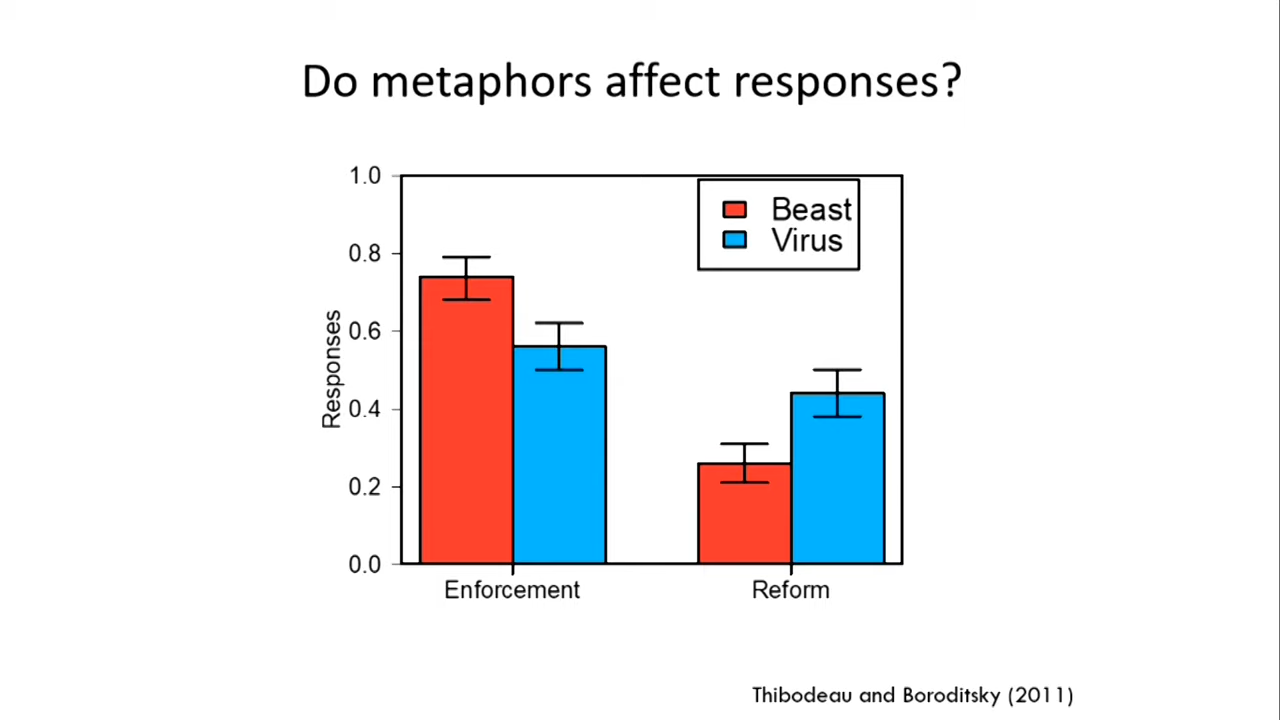 Do metaphors affect responses?
1.0
0.8
0.6
0.4
0.2
0.0
Responses
Beast
Virus
Enforcement
Reform
Thibodeau and Boroditsky (2011)